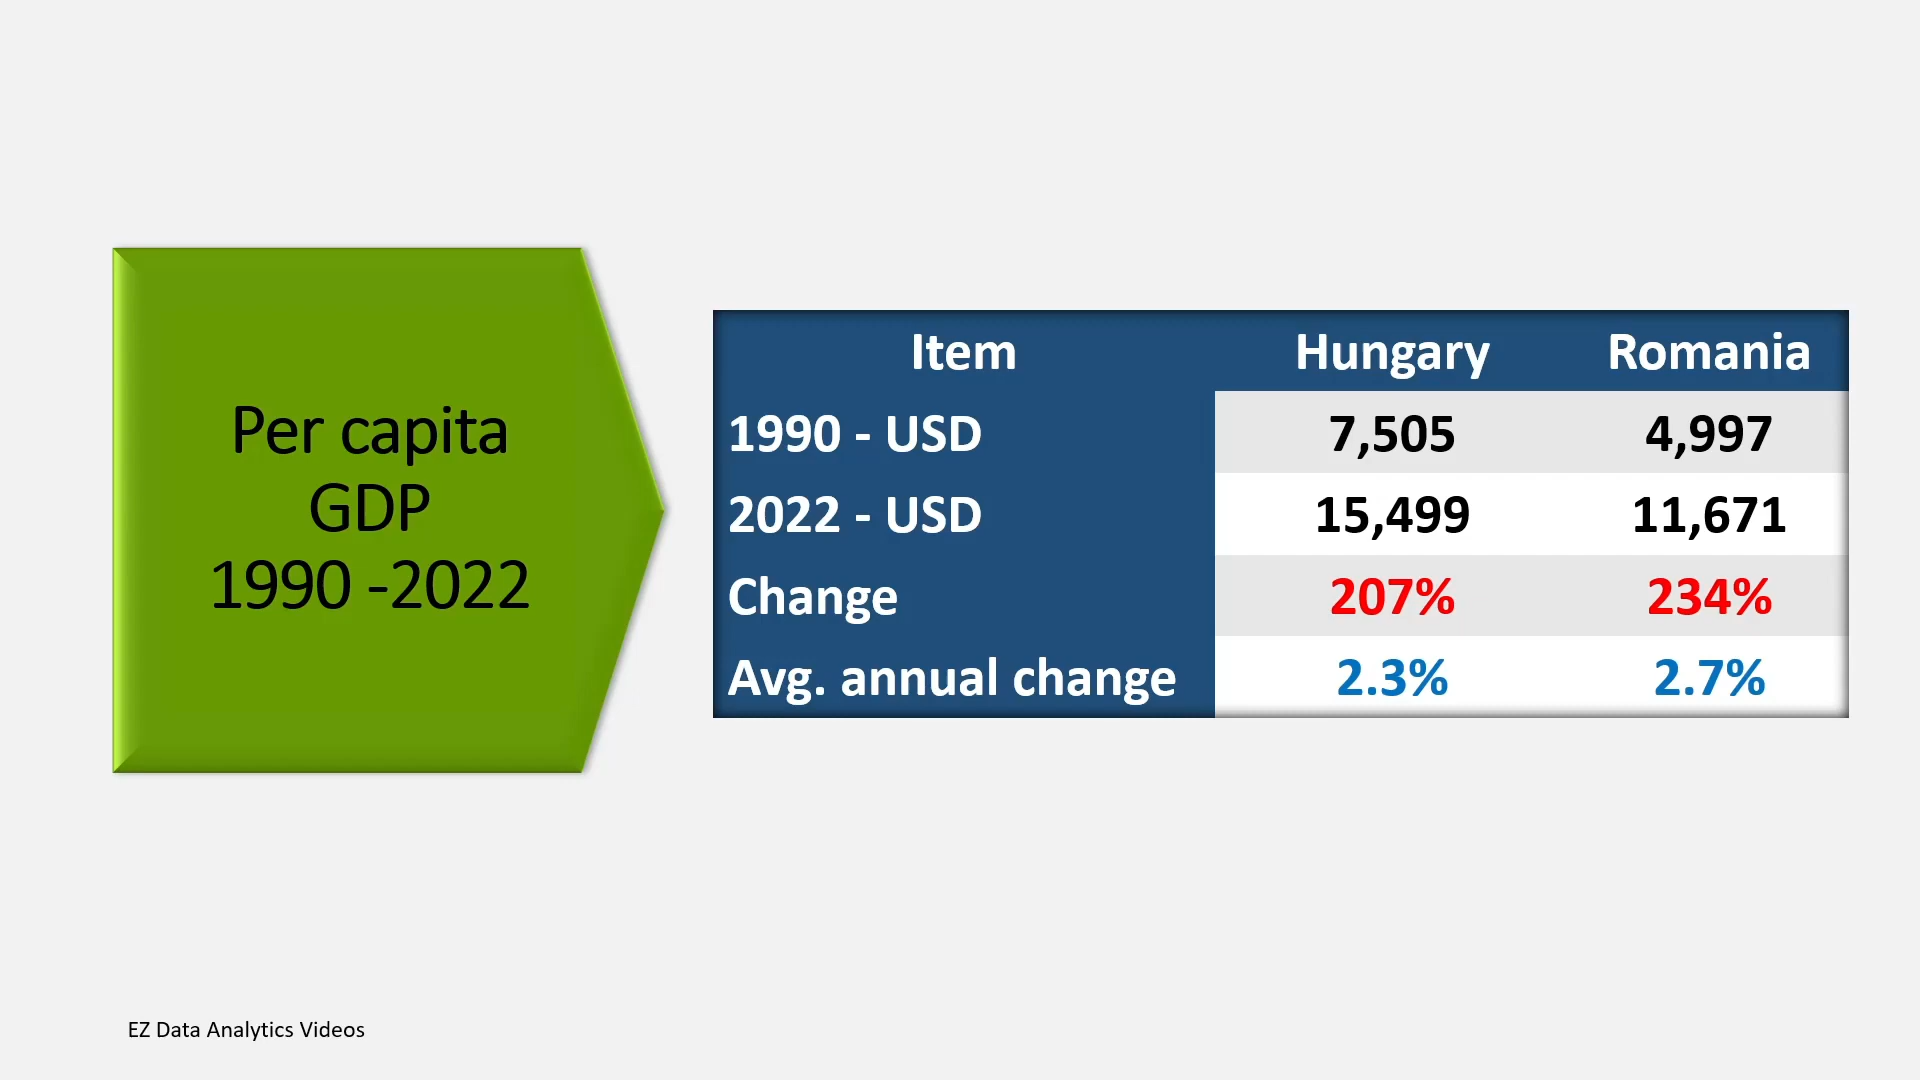 Per capita
GDP
1990 -2022
Item Hungary Romania
1990 - USD 7,505 4,997
2022 - USD 15,499 11,671
Change 207% 234%
Avg. annual change 2.3% 2.7%
EZ Data Analytics Videos